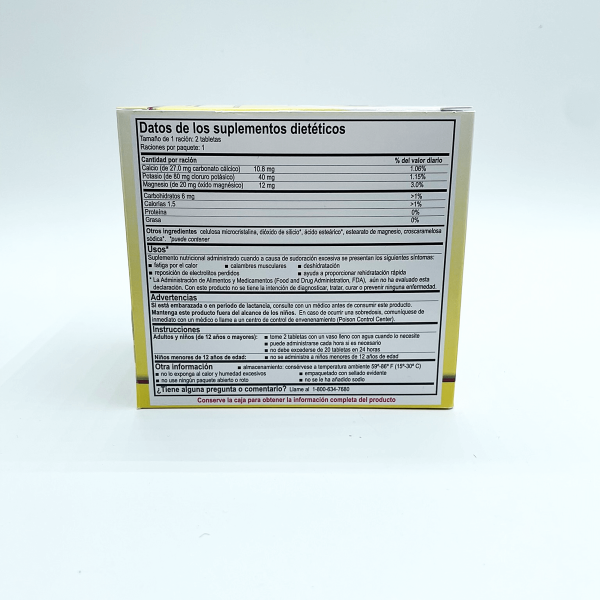 Datos de los suplementos dietéticos
Tamaño de 1 ración: 2 tabletas
Raciones por paquete: 1
Cantidad por ración % del valor diario
Calcio (de 27.0 mg carbonato cálcico) 10.8 mg 1.06%
Potasio (de 80 mg cloruro potásico) 40 mg 1.15%
Magnesio (de 20 mg óxido magnésico) 12 mg 3.0%
Carbohidratos 6 mg >1%
Calorías 1.5 >1%
Proteína 0%
Grasa 0%
Otros ingredientes celulosa microcristalina, dióxido de silicio*, ácido esteárico*, estearato de magnesio, croscaramelosa
sódica*. *puede contener
Usos*
Suplemento nutricional administrado cuando a causa de sudoración excesiva se presentan los siguientes síntomas:
▪ fatiga por el calor ▪ calambres musculares ▪ deshidratación
▪ reposición de electrolitos perdidos ▪ ayuda a proporcionar rehidratación rápida
* La Administración de Alimentos y Medicamentos (Food and Drug Administration, FDA), aún no ha evaluado esta
declaración. Con este producto no se tiene la intención de diagnosticar, tratar, curar o prevenir ninguna enfermedad.
Advertencias
Si está embarazada o en período de lactancia, consulte con un médico antes de consumir este producto.
Mantenga este producto fuera del alcance de los niños. En caso de ocurrir una sobredosis, comuníquese de
inmediato con un médico o llame a un centro de control de envenenamiento (Poison Control Center).
Instrucciones
Adultos y niños (de 12 años o mayores): ▪ tome 2 tabletas con un vaso lleno con agua cuando lo necesite
▪ puede administrarse cada hora si es necesario
▪ no debe excederse de 20 tabletas en 24 horas
Niños menores de 12 años de edad: ▪ no se administre a niños menores de 12 años de edad
Otra información ▪ almacenamiento: consérvese a temperatura ambiente 59º-86º F (15º-30º C)
▪ no lo exponga al calor y humedad excesivos ▪ empaquetado con sellado evidente
▪ no use ningún paquete abierto o roto ▪ no se le ha añadido sodio
¿Tiene alguna pregunta o comentario? Llame al 1-800-634-7680
Conserve la caja para obtener la información completa del producto